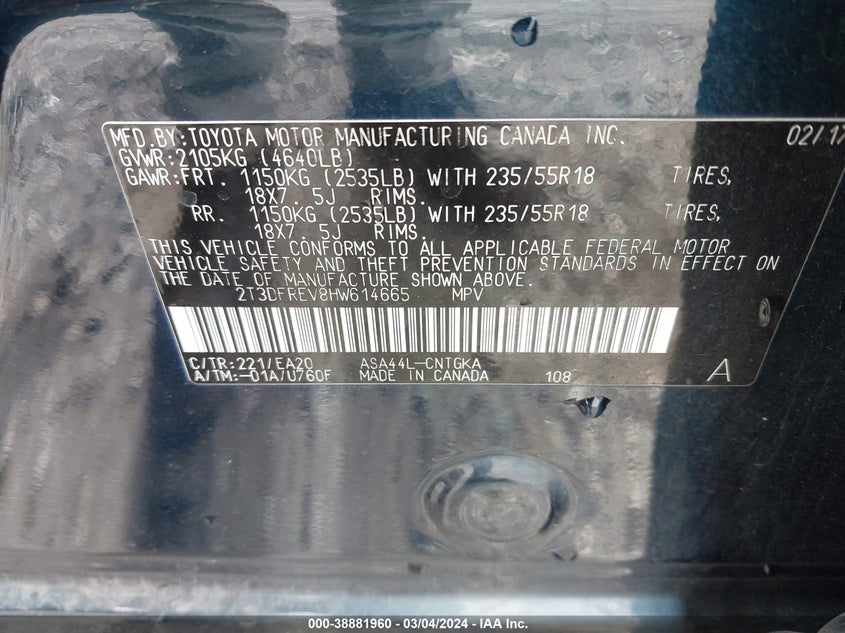 MFD.BY:TOYOTA MOTOR MANUFACTURING CANADA INC. 02/17
GVWR:2105KG (4640LB)
GAWR:FRT. 1150KG (2535LB) WITH 235/55R18 TIRES,
18X7.5J RIMS.
RR. 1150KG (2535LB) WITH 235/55R18 TIRES,
18X7.5J RIMS.
THIS VEHICLE CONFORMS TO ALL APPLICABLE FEDERAL MOTOR
VEHICLE SAFETY AND THEFT PREVENTION STANDARDS IN EFFECT ON
THE DATE OF MANUFACTURE SHOWN ABOVE.
2T3DFREV8HW614665 MPV
C/TR:221/EA20 ASA44L-CNTGKA
A/TM:-01A/U760F MADE IN CANADA 108 A
000-38881960 - 03/04/2024 - IAA Inc.